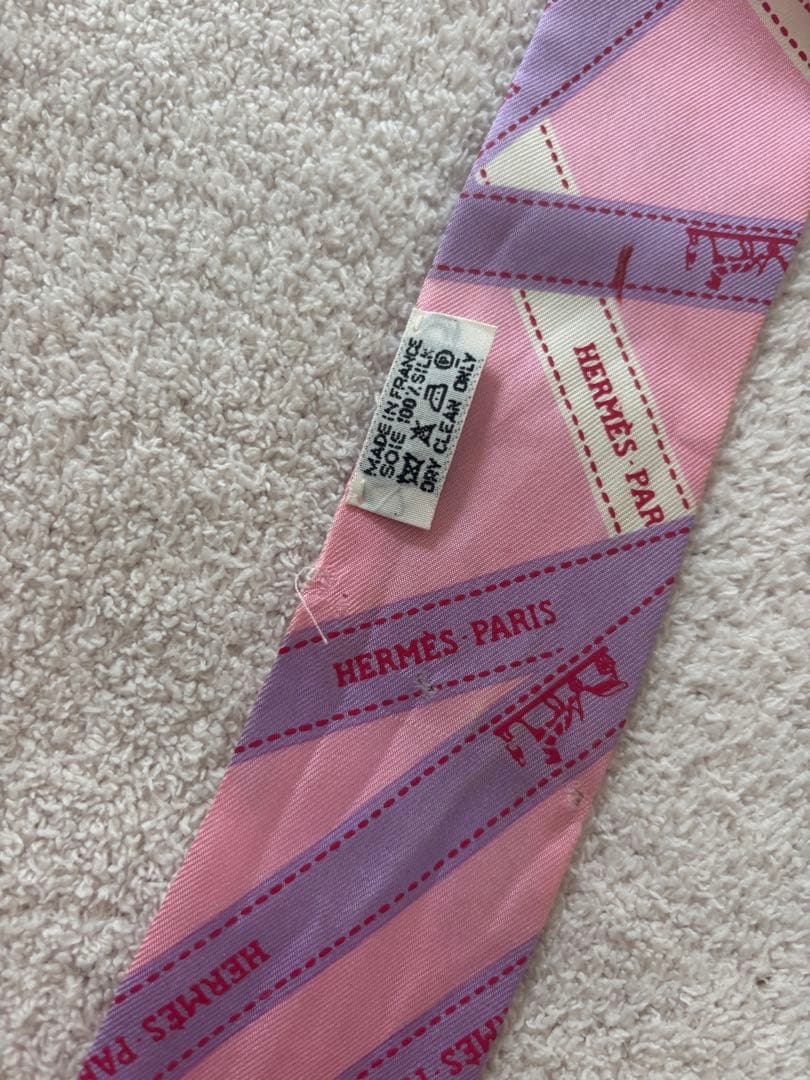 HERMÈS·PAR
MADE IN FRANCE
SOIE 100% SILK
DRY CLEAN ONLY
HERMÈS·PARIS
HERMÈS PA